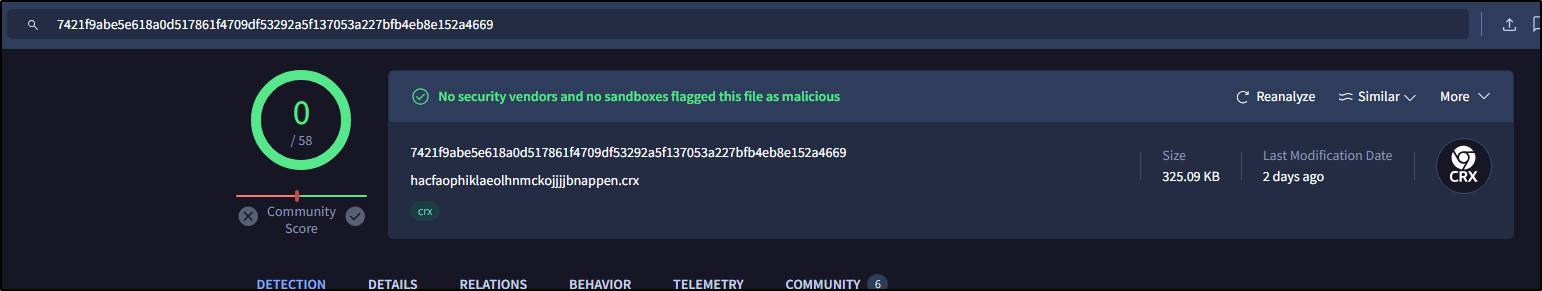 7421f9abe5e618a0d517861f4709df53292a5f137053a227bfb4eb8e152a4669
0
/ 58
Community
Score
No security vendors and no sandboxes flagged this file as malicious
Reanalyze
Similar
More
7421f9abe5e618a0d517861f4709df53292a5f137053a227bfb4eb8e152a4669
hacfaophiklaeolhnmckojjjjbnappen.crx
crx
Size
325.09 KB
Last Modification Date
2 days ago
CRX
DETECTION DETAILS RELATIONS BEHAVIOR TELEMETRY COMMUNITY 6